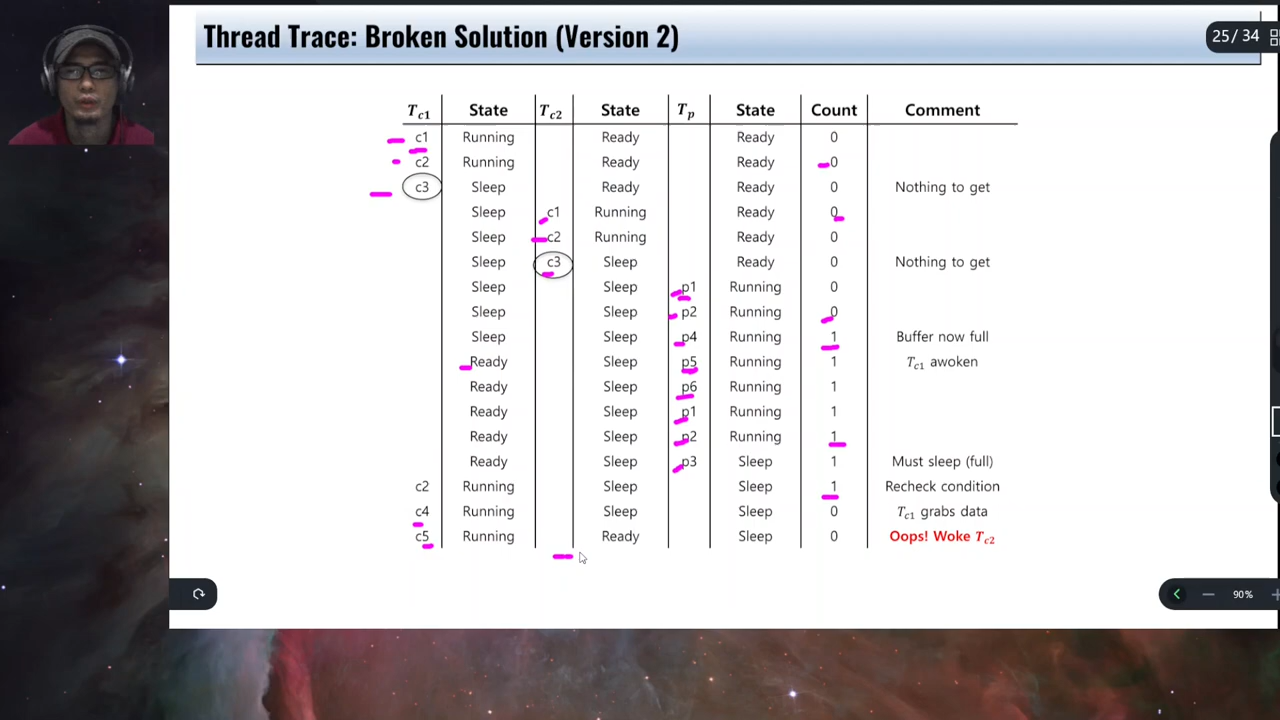 Thread Trace: Broken Solution (Version 2)
25 / 34
Tc1 State Tc2 State Tp State Count Comment
c1 Running Ready Ready 0
c2 Running Ready Ready 0
c3 Sleep Ready Ready 0 Nothing to get
Sleep c1 Running Ready 0
Sleep c2 Running Ready 0
Sleep c3 Sleep Ready 0 Nothing to get
Sleep Sleep p1 Running 0
Sleep Sleep p2 Running 0
Sleep Sleep p4 Running 1 Buffer now full
Ready Sleep p5 Running 1 Tc1 awoken
Ready Sleep p6 Running 1
Ready Sleep p1 Running 1
Ready Sleep p2 Running 1
Ready Sleep p3 Sleep 1 Must sleep (full)
c2 Running Sleep Sleep 1 Recheck condition
c4 Running Sleep Sleep 0 Tc1 grabs data
c5 Running Ready Sleep 0 Oops! Woke Tc2
90%